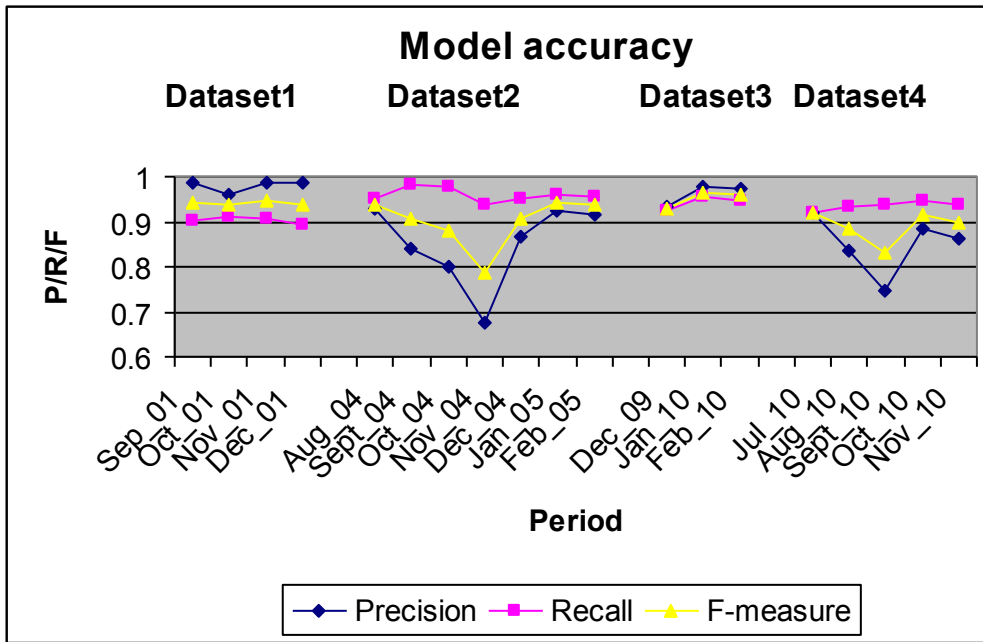 Model accuracy
Dataset1 Dataset2 Dataset3 Dataset4
1
0.9
0.8
0.7
0.6
P/R/F
Sep_01
Oct_01
Nov_01
Dec_01
Aug_04
Sept_04
Oct_04
Nov_04
Dec_04
Jan_05
Feb_05
Dec_09
Jan_10
Feb_10
Jul_10
Aug_10
Sept_10
Oct_10
Nov_10
Period
Precision Recall F-measure